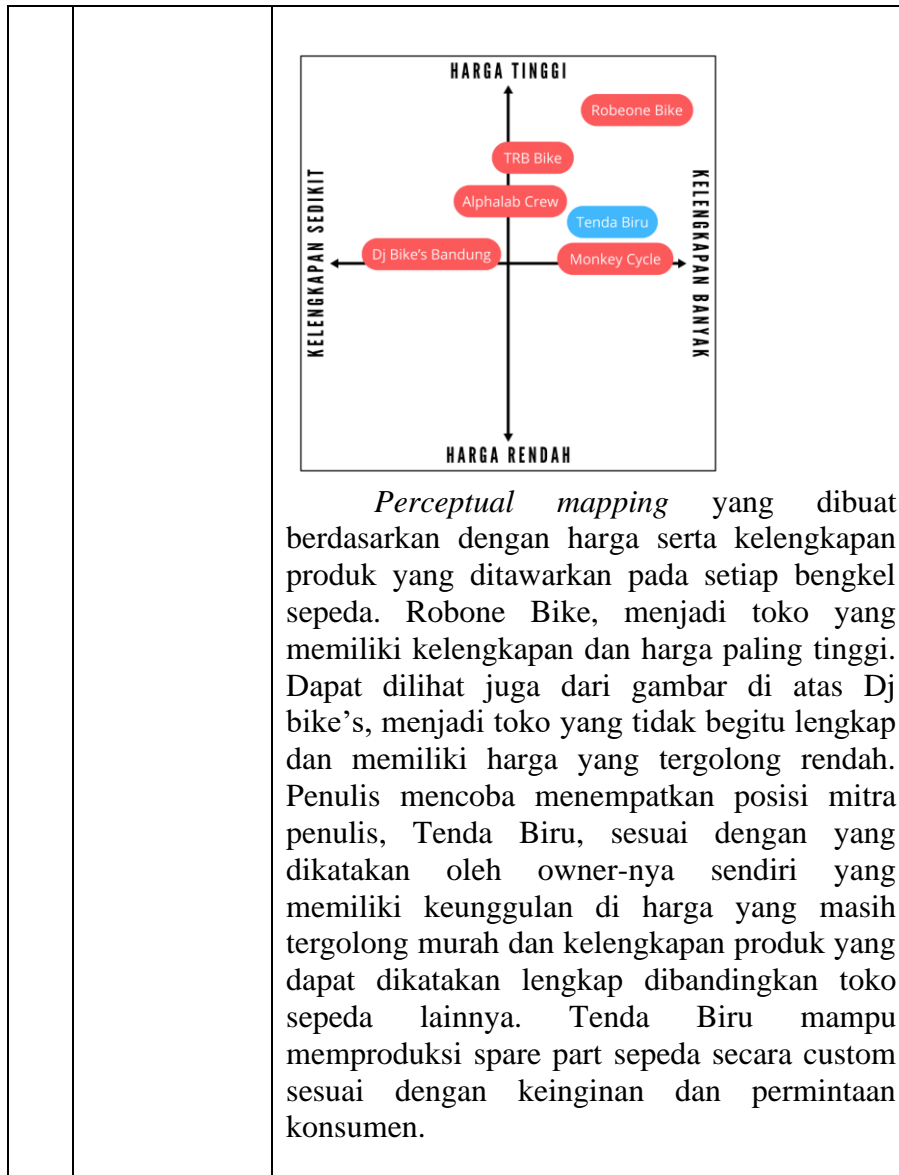 HARGA TINGGI
Robeone Bike
TRB Bike
KELENGKAPAN SEDIKIT
KELENGKAPAN BANYAK
Alphalab Crew
Tenda Biru
Dj Bike's Bandung
Monkey Cycle
HARGA RENDAH
Perceptual mapping yang dibuat
berdasarkan dengan harga serta kelengkapan
produk yang ditawarkan pada setiap bengkel
sepeda. Robone Bike, menjadi toko yang
memiliki kelengkapan dan harga paling tinggi.
Dapat dilihat juga dari gambar di atas Dj
bike’s, menjadi toko yang tidak begitu lengkap
dan memiliki harga yang tergolong rendah.
Penulis mencoba menempatkan posisi mitra
penulis, Tenda Biru, sesuai dengan yang
dikatakan oleh owner-nya sendiri yang
memiliki keunggulan di harga yang masih
tergolong murah dan kelengkapan produk yang
dapat dikatakan lengkap dibandingkan toko
sepeda lainnya. Tenda Biru mampu
memproduksi spare part sepeda secara custom
sesuai dengan keinginan dan permintaan
konsumen.